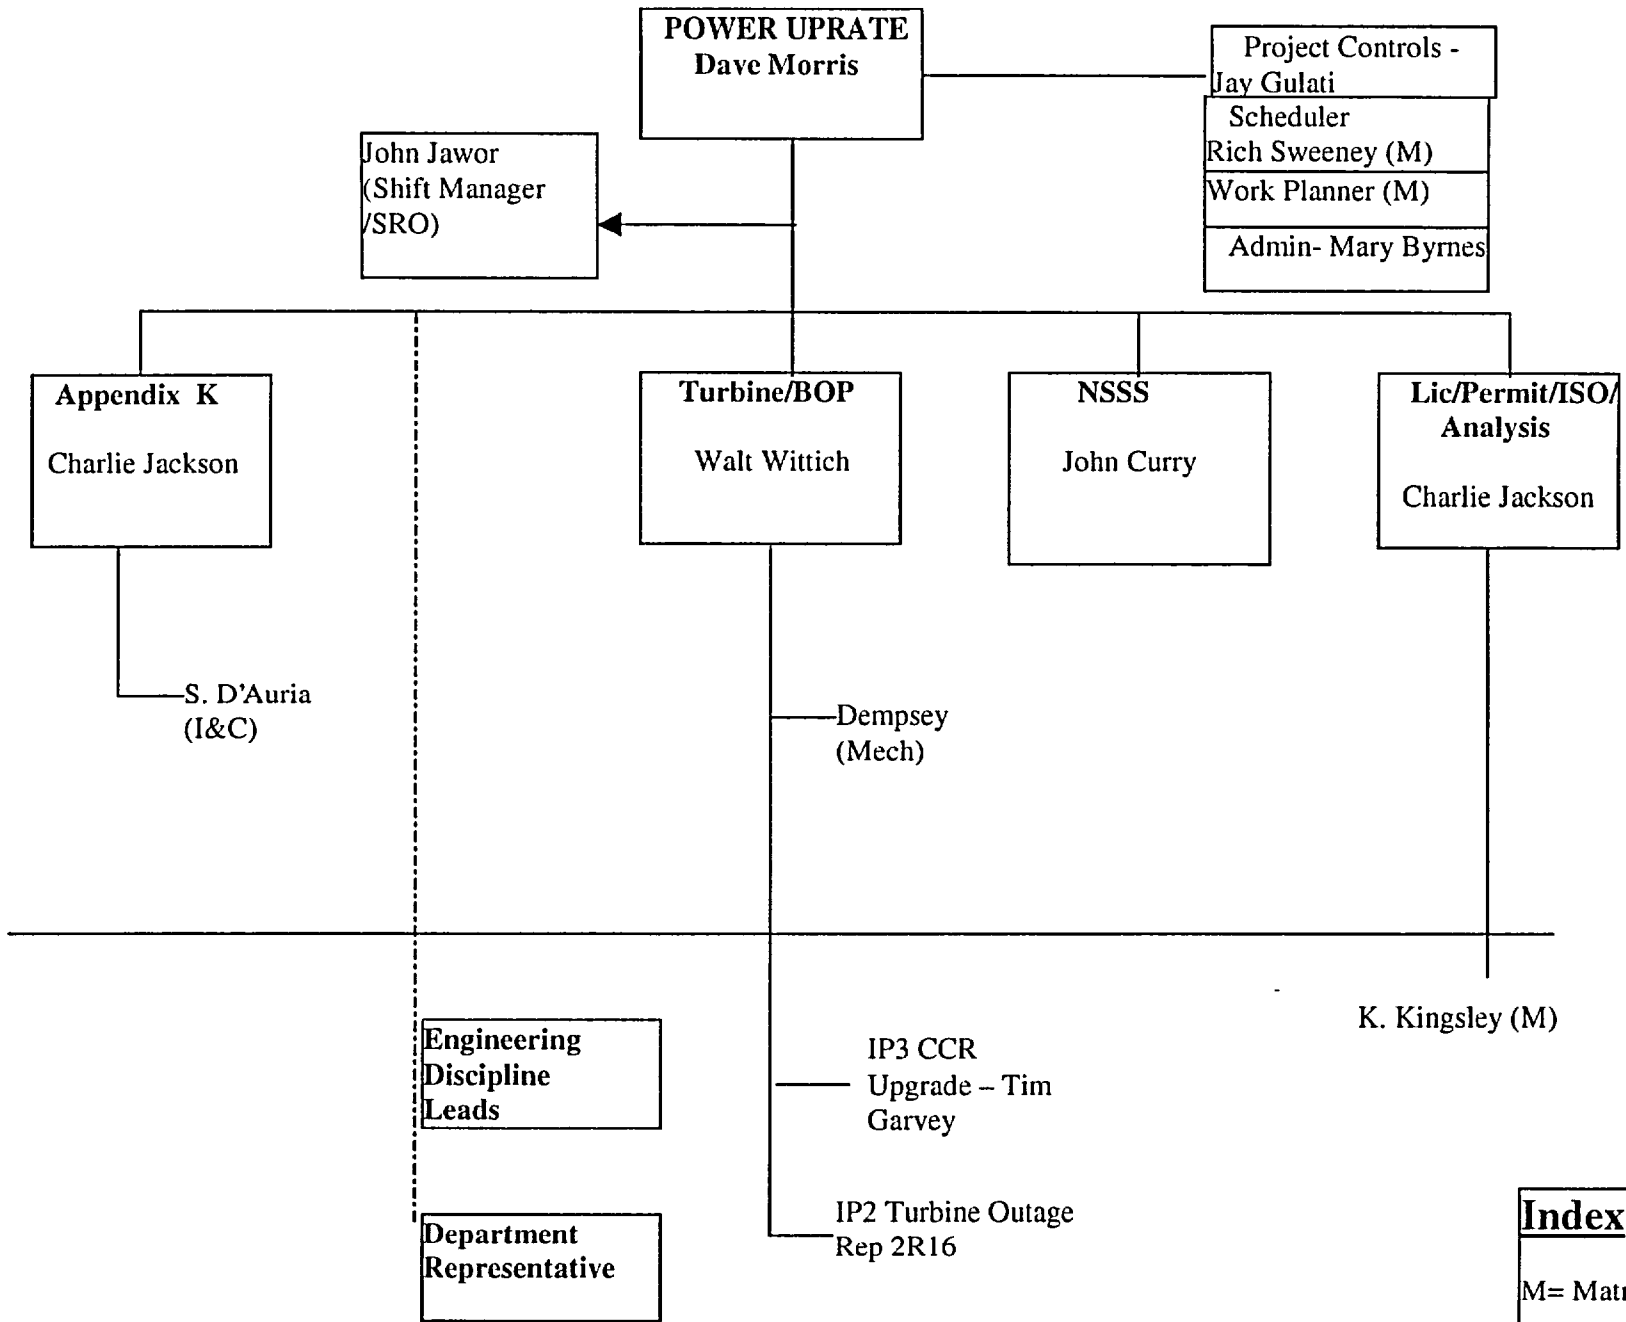 POWER UPRATE
Dave Morris
Project Controls -
Jay Gulati
Scheduler
Rich Sweeney (M)
Work Planner (M)
Admin- Mary Byrnes
John Jawor
(Shift Manager
/SRO)
Appendix K
Charlie Jackson
Turbine/BOP
Walt Wittich
NSSS
John Curry
Lic/Permit/ISO/
Analysis
Charlie Jackson
S. D'Auria
(I&C)
Dempsey
(Mech)
K. Kingsley (M)
Engineering
Discipline
Leads
IP3 CCR
Upgrade – Tim
Garvey
Department
Representative
IP2 Turbine Outage
Rep 2R16
Index
M= Matr